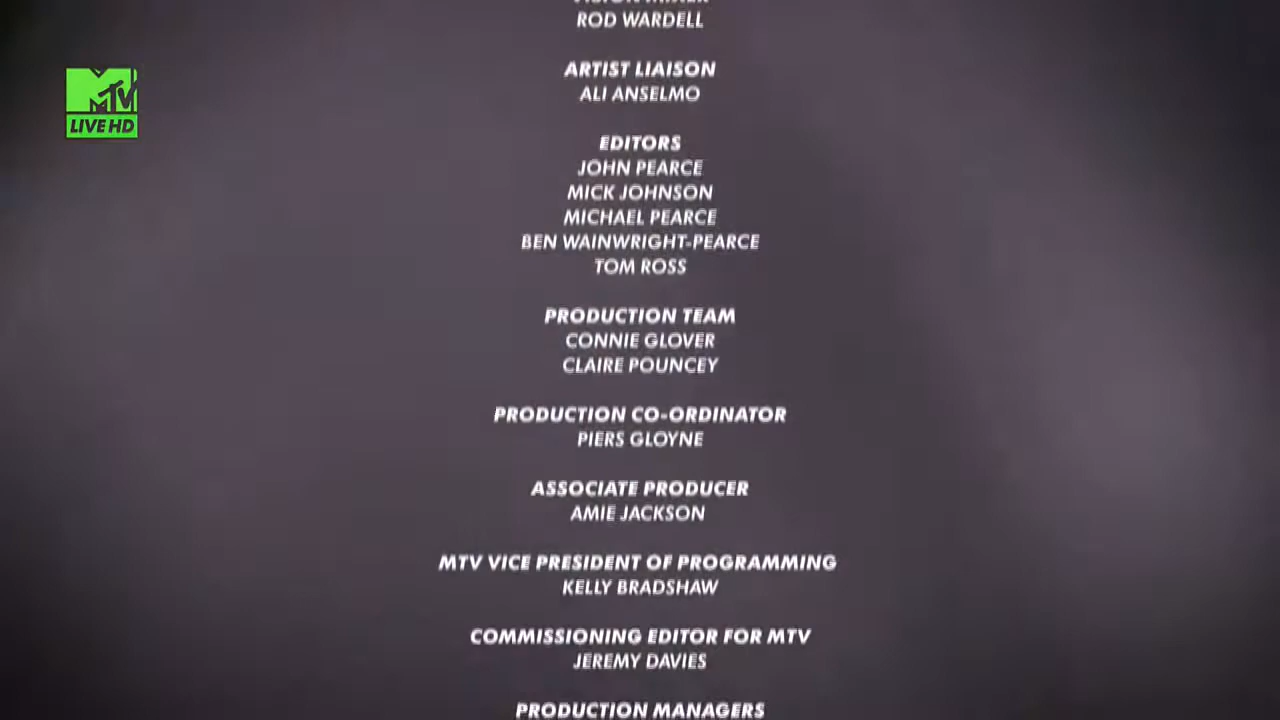 ROD WARDELL
MTV
LIVE HD
ARTIST LIAISON
ALI ANSELMO
EDITORS
JOHN PEARCE
MICK JOHNSON
MICHAEL PEARCE
BEN WAINWRIGHT-PEARCE
TOM ROSS
PRODUCTION TEAM
CONNIE GLOVER
CLAIRE POUNCEY
PRODUCTION CO-ORDINATOR
PIERS GLOYNE
ASSOCIATE PRODUCER
AMIE JACKSON
MTV VICE PRESIDENT OF PROGRAMMING
KELLY BRADSHAW
COMMISSIONING EDITOR FOR MTV
JEREMY DAVIES
PRODUCTION MANAGERS